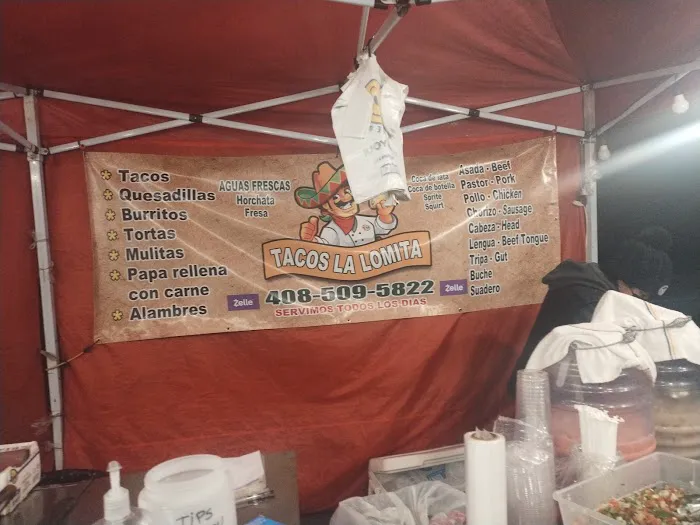 Tacos
Quesadillas
Burritos
Tortas
Mulitas
Papa rellena
con carne
Alambres
AGUAS FRESCAS
Horchata
Fresa
TACOS LA LOMITA
Zelle
408-509-5822
Zelle
SERVIMOS TODOS LOS DIAS
Coca de lata
Coca de botella
Sprite
Squirt
Asada - Beef
Pastor - Pork
Pollo - Chicken
Chorizo - Sausage
Cabeza - Head
Lengua - Beef Tongue
Tripa - Gut
Buche
Suadero
TIPS